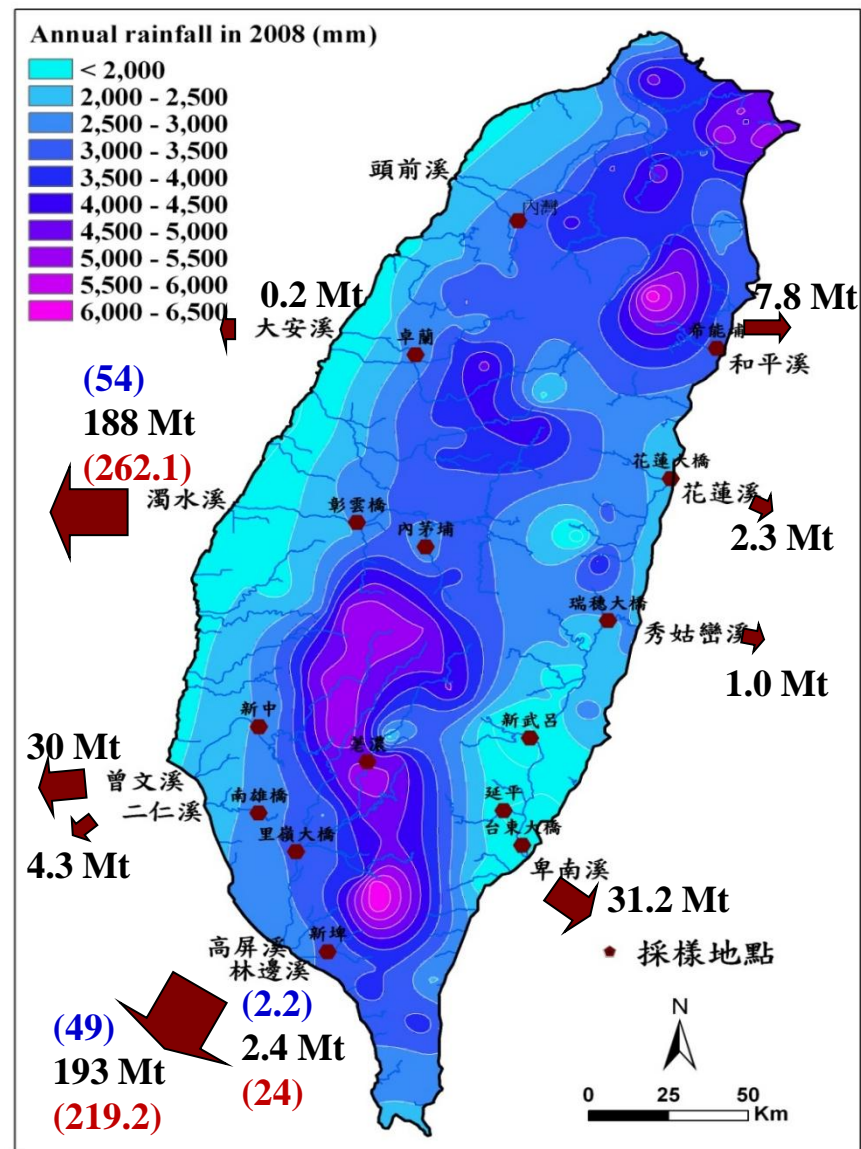 Annual rainfall in 2008 (mm)
< 2,000
2,000 - 2,500
2,500 - 3,000
3,000 - 3,500
3,500 - 4,000
4,000 - 4,500
4,500 - 5,000
5,000 - 5,500
5,500 - 6,000
6,000 - 6,500
頭前溪
內灣
0.2 Mt
大安溪
卓蘭
7.8 Mt
希能埔
和平溪
(54)
188 Mt
(262.1)
濁水溪
彰雲橋
內茅埔
花蓮大橋
花蓮溪
2.3 Mt
瑞穗大橋
秀姑巒溪
1.0 Mt
新中
新武呂
30 Mt
曾文溪
荖濃
二仁溪
南雄橋
延平
4.3 Mt
里嶺大橋
台東大橋
卑南溪
31.2 Mt
高屏溪
新埤
林邊溪
採樣地點
(49)
193 Mt
(219.2)
(2.2)
2.4 Mt
(24)
N
0 25 50
Km